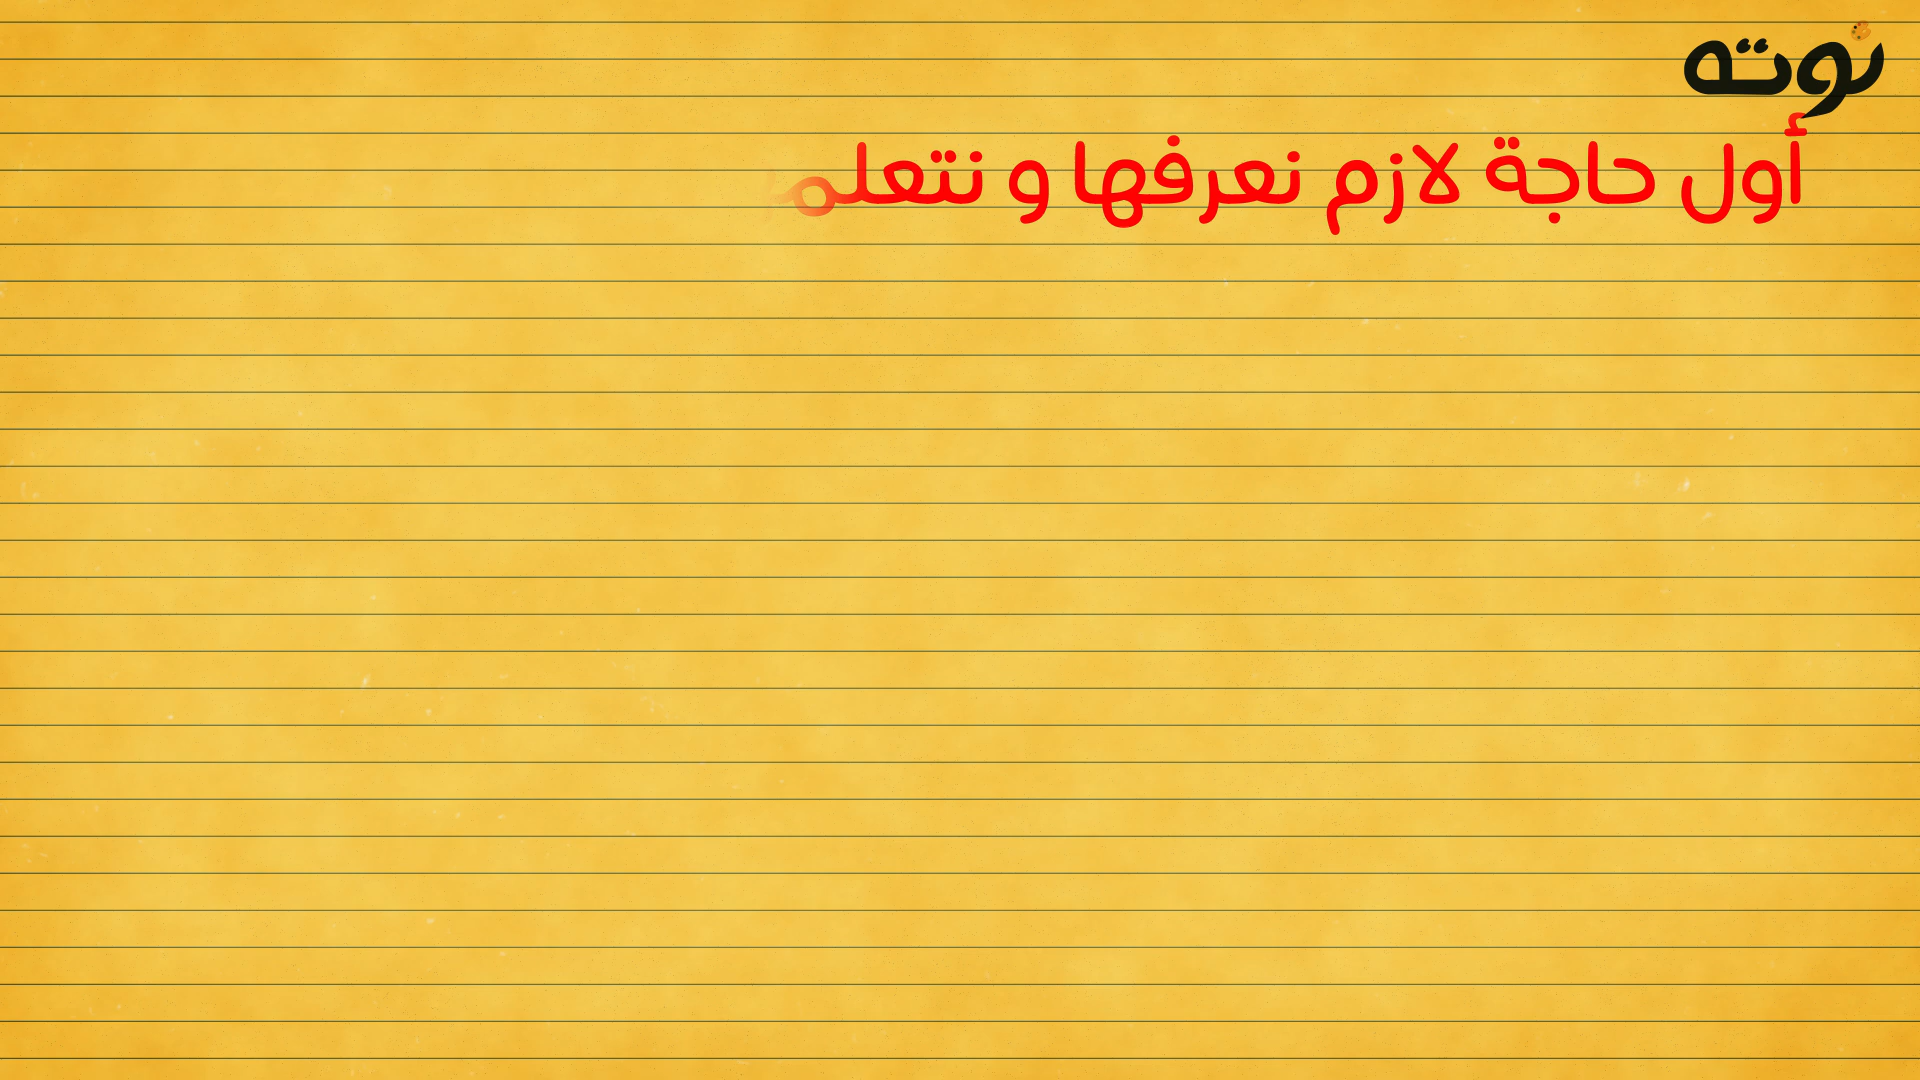 نوته
أول حاجة لازم نعرفها و نتعلم